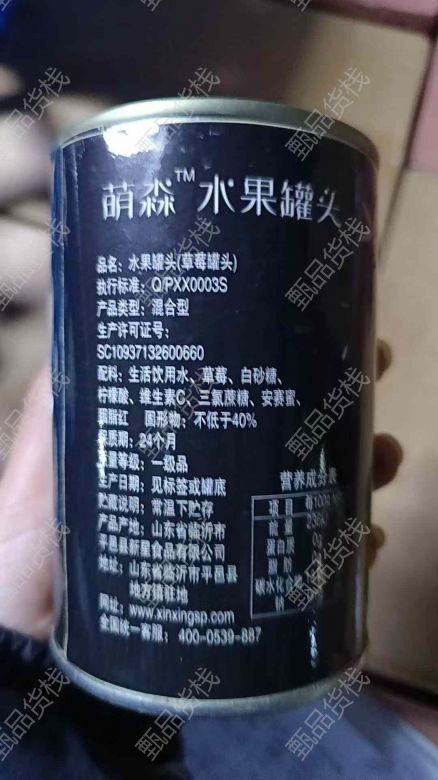 萌淼™ 水果罐头
品名：水果罐头(草莓罐头)
执行标准：Q/PXX0003S
产品类型：混合型
生产许可证号：
SC10937132600660
配料：生活饮用水、草莓、白砂糖、
柠檬酸、维生素C、三氯蔗糖、安赛蜜、
胭脂红 固形物：不低于40%
保质期：24个月
质量等级：一级品
生产日期：见标签或罐底
贮藏说明：常温下贮存
产品产地：山东省临沂市
平邑县新星食品有限公司
地址：山东省临沂市平邑县
地方镇驻地
网址：www.xinxingsp.com
全国统一客服：400-0539-887
营养成分表
项目 每100
能量 236
蛋白质 0g
脂肪
碳水化合
钠
甄品货栈